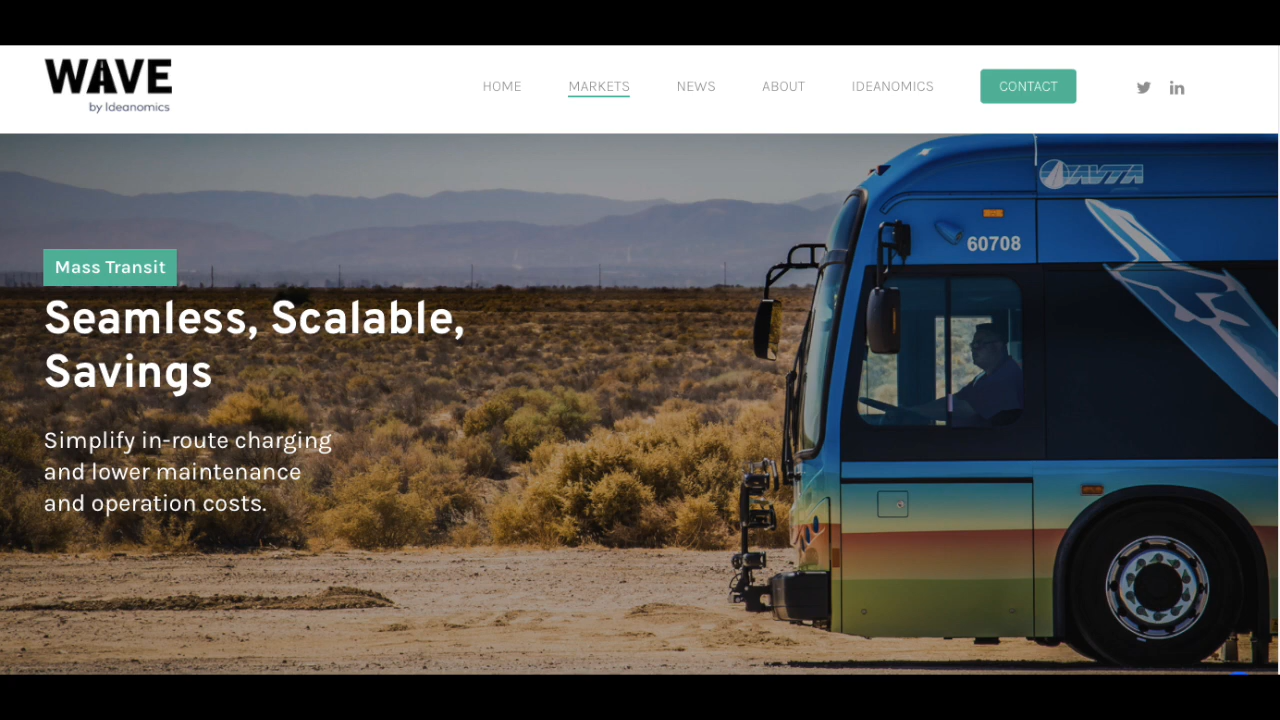 WAVE
by Ideanomics
HOME MARKETS NEWS ABOUT IDEANOMICS CONTACT
AVTA
60708
Mass Transit
Seamless, Scalable,
Savings
Simplify in-route charging
and lower maintenance
and operation costs.